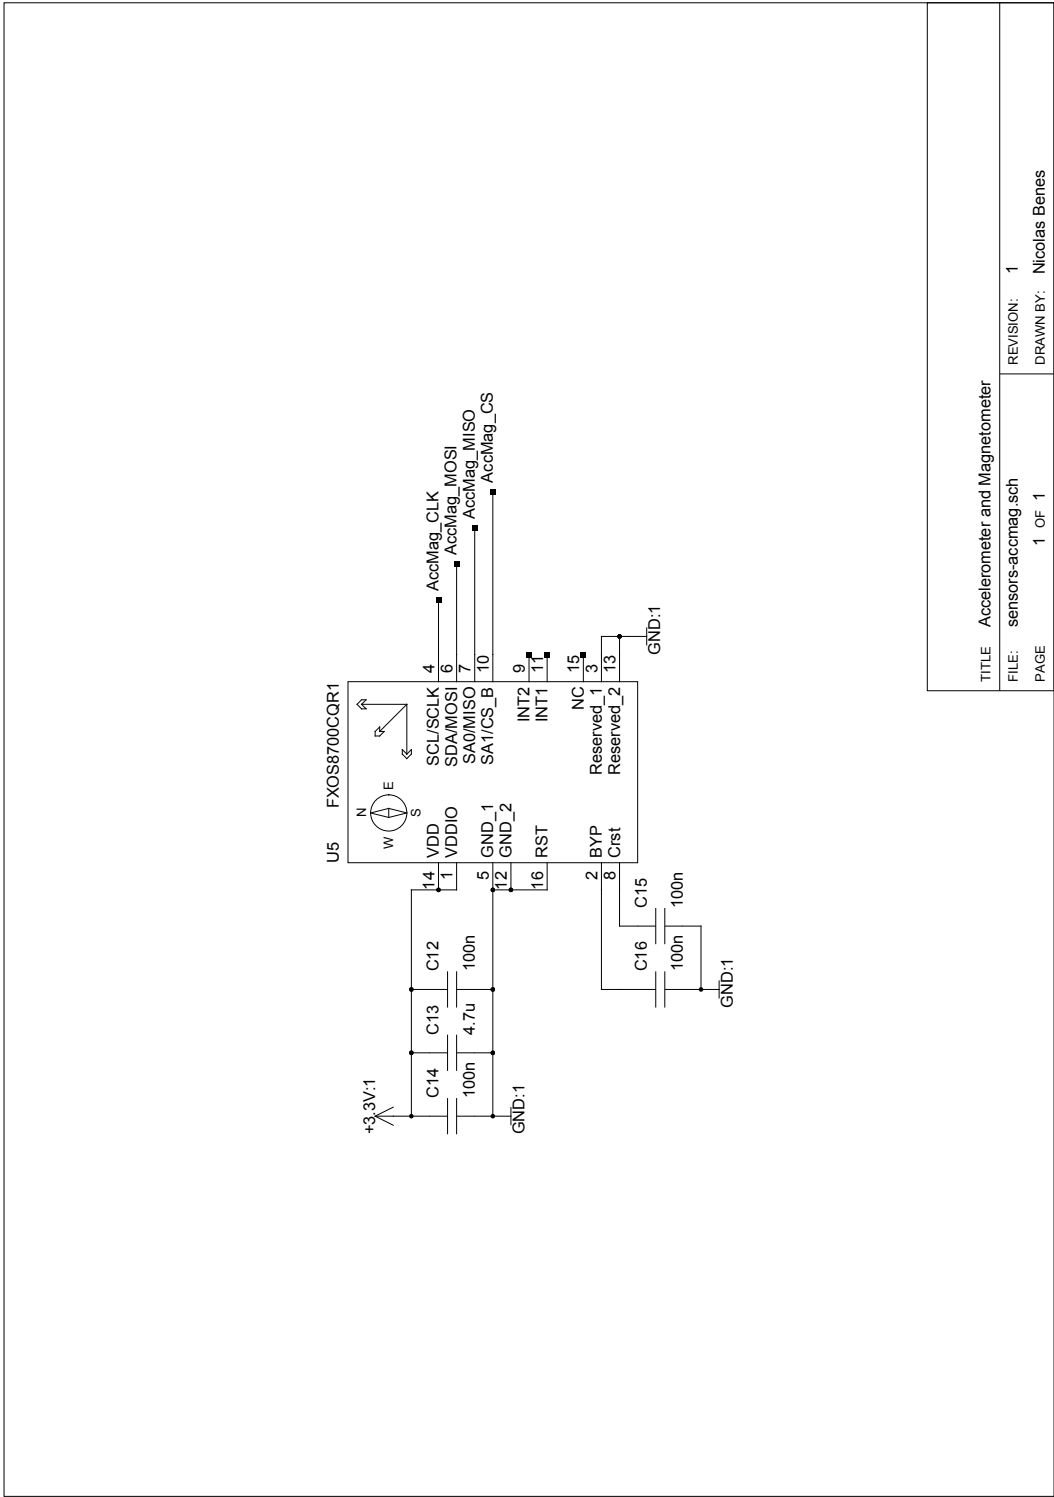 U5 FXOS8700CQR1
N
W E
S
+3.3V:1
C14
100n
C13
4.7u
C12
100n
GND:1
14 VDD
1 VDDIO
5 GND_1
12 GND_2
16 RST
2 BYP
8 Crst
SCL/SCLK 4 AccMag_CLK
SDA/MOSI 6 AccMag_MOSI
SA0/MISO 7 AccMag_MISO
SA1/CS_B 10 AccMag_CS
INT2 9
INT1 11
NC 15
Reserved_1 3
Reserved_2 13
GND:1
C16
100n
C15
100n
GND:1
TITLE Accelerometer and Magnetometer
FILE: sensors-accmag.sch REVISION: 1
PAGE 1 OF 1 DRAWN BY: Nicolas Benes